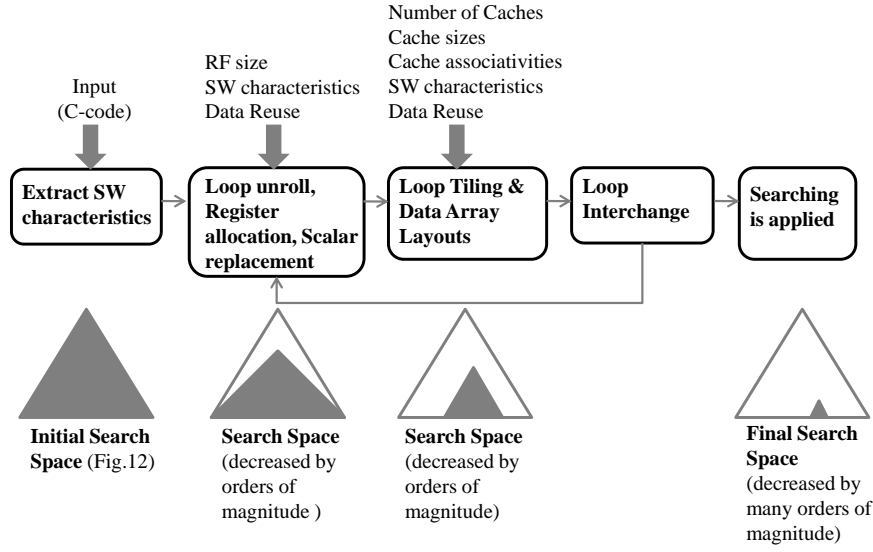 Number of Caches
Cache sizes
Cache associativities
SW characteristics
Data Reuse
RF size
SW characteristics
Data Reuse
Input
(C-code)
Extract SW
characteristics
Loop unroll,
Register
allocation, Scalar
replacement
Loop Tiling &
Data Array
Layouts
Loop
Interchange
Searching
is applied
Initial Search
Space (Fig.12)
Search Space
(decreased by
orders of
magnitude )
Search Space
(decreased by
orders of
magnitude)
Final Search
Space
(decreased by
many orders of
magnitude)